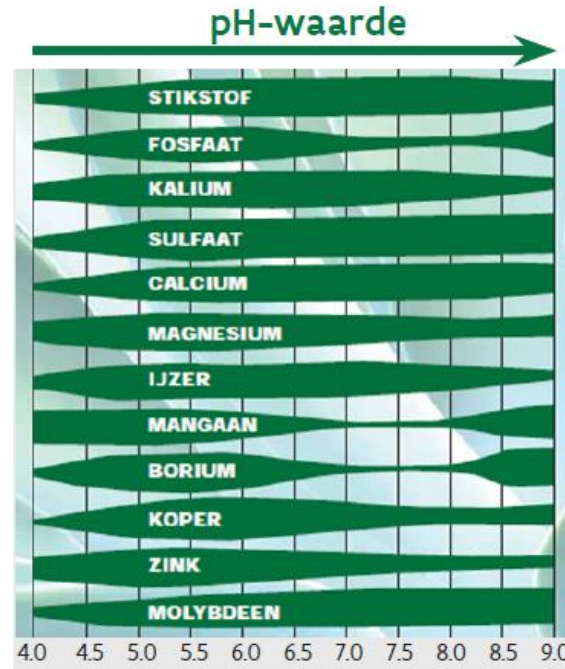 pH-waarde
STIKSTOF
FOSFAAT
KALIUM
SULFAAT
CALCIUM
MAGNESIUM
IJZER
MANGAAN
BORIUM
KOPER
ZINK
MOLYBDEEN
4.0 4.5 5.0 5.5 6.0 6.5 7.0 7.5 8.0 8.5 9.0